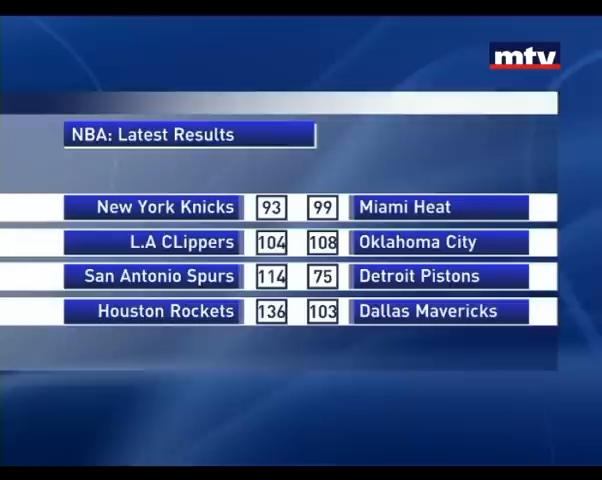 mtv
NBA: Latest Results
New York Knicks 93 99 Miami Heat
L.A CLippers 104 108 Oklahoma City
San Antonio Spurs 114 75 Detroit Pistons
Houston Rockets 136 103 Dallas Mavericks